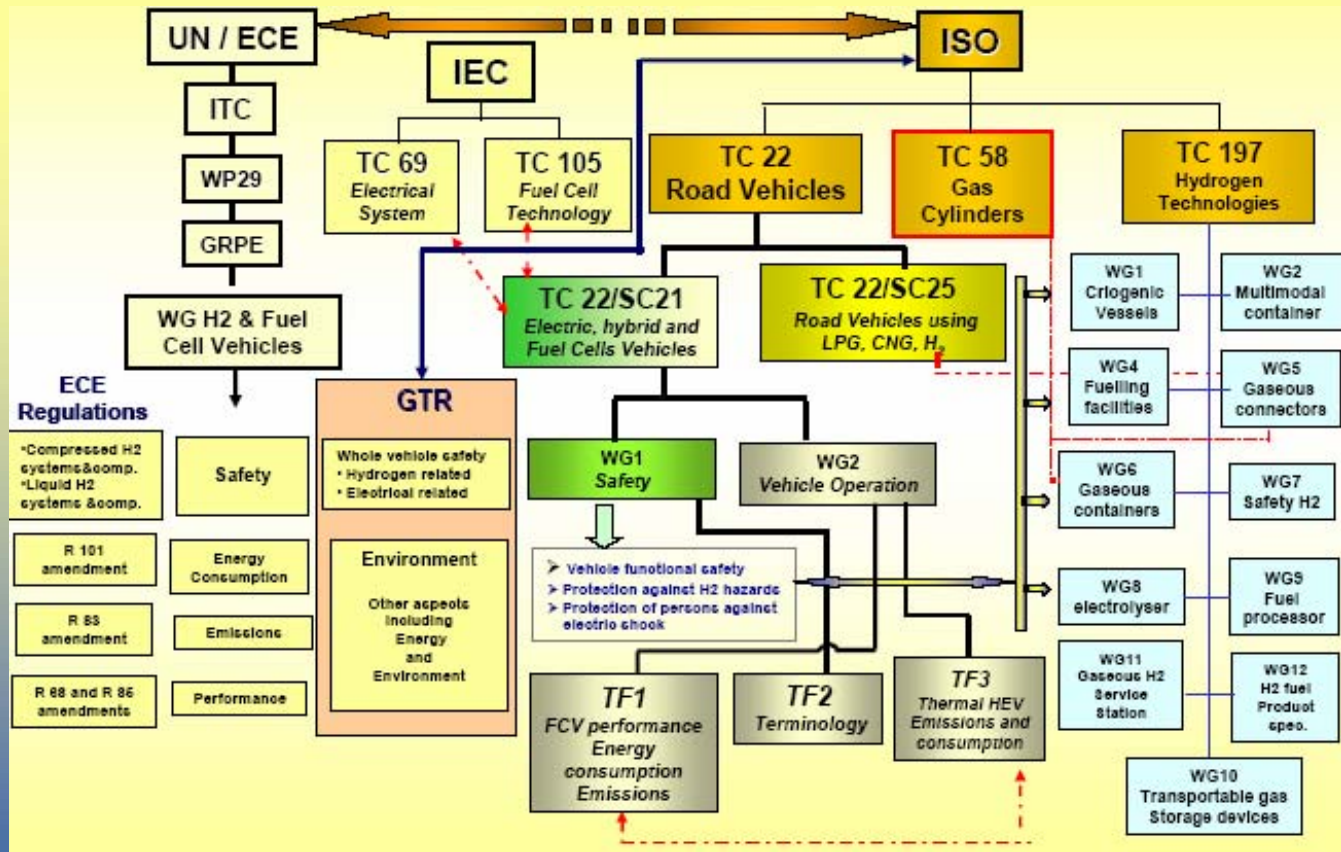 UN / ECE
ISO
IEC
ITC
WP29
GRPE
WG H2 & Fuel
Cell Vehicles
TC 69
Electrical
System
TC 105
Fuel Cell
Technology
TC 22
Road Vehicles
TC 58
Gas
Cylinders
TC 197
Hydrogen
Technologies
TC 22/SC21
Electric, hybrid and
Fuel Cells Vehicles
TC 22/SC25
Road Vehicles using
LPG, CNG, H2
ECE
Regulations
•Compressed H2
systems&comp.
•Liquid H2
systems &comp.
Safety
R 101
amendment
Energy
Consumption
R 83
amendment
Emissions
R 68 and R 85
amendments
Performance
GTR
Whole vehicle safety
• Hydrogen related
• Electrical related
Environment
Other aspects
including
Energy
and
Environment
WG1
Safety
WG2
Vehicle Operation
➢ Vehicle functional safety
➢ Protection against H2 hazards
➢ Protection of persons against
electric shock
TF1
FCV performance
Energy
consumption
Emissions
TF2
Terminology
TF3
Thermal HEV
Emissions and
consumption
WG1
Criogenic
Vessels
WG2
Multimodal
container
WG4
Fuelling
facilities
WG5
Gaseous
connectors
WG6
Gaseous
containers
WG7
Safety H2
WG8
electrolyser
WG9
Fuel
processor
WG11
Gaseous H2
Service
Station
WG12
H2 fuel
Product
spec.
WG10
Transportable gas
Storage devices